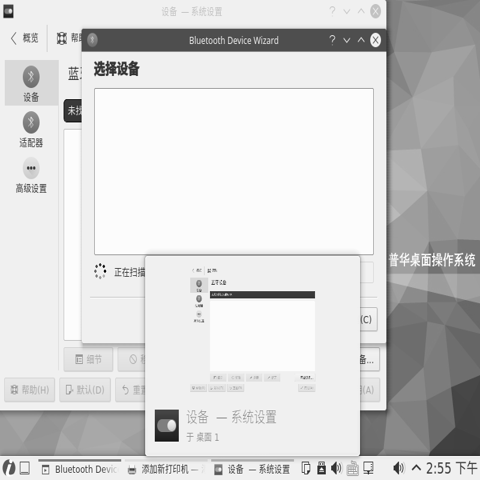 设备 — 系统设置
概览
帮助
Bluetooth Device Wizard
选择设备
设备
适配器
高级设置
正在扫描
(C)
普华桌面操作系统
细节
备...
帮助(H)
默认(D)
重置
(A)
设备 — 系统设置
于 桌面 1
Bluetooth Devic
添加新打印机 —
设备 — 系统设置
2:55 下午